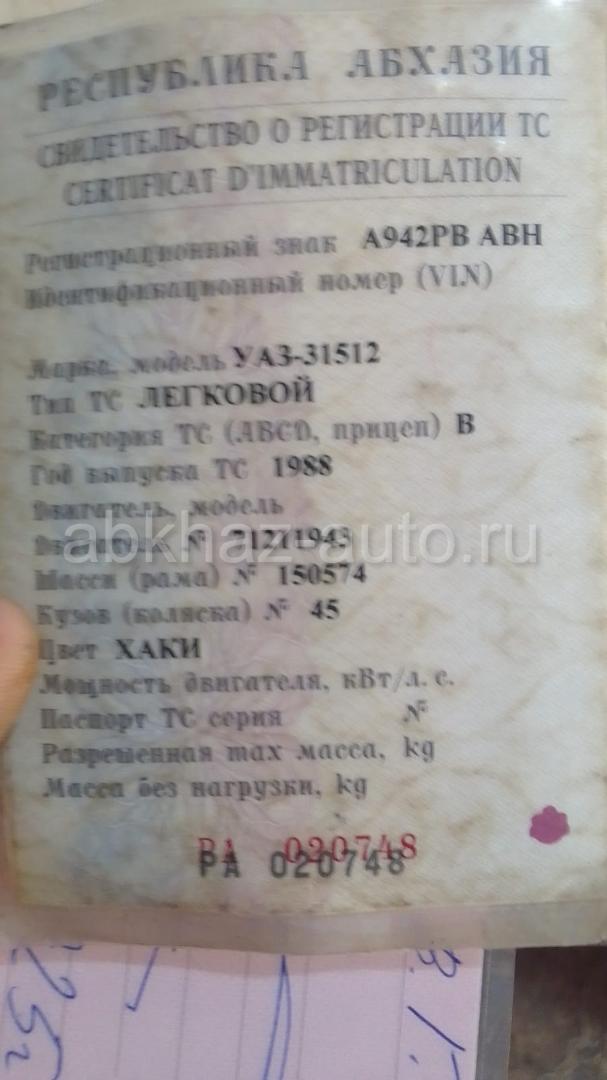 РЕСПУБЛИКА АБХАЗИЯ
СВИДЕТЕЛЬСТВО О РЕГИСТРАЦИИ ТС
CERTIFICAT D'IMMATRICULATION
Регистрационный знак А942РВ АВН
Идентификационный номер (VIN)
Марка, модель УАЗ-31512
Тип ТС ЛЕГКОВОЙ
Категория ТС (ABCD, прицеп) В
Год выпуска ТС 1988
Двигатель, модель
Двигатель № 21211943
abkhaz-auto.ru
Шасси (рама) № 150574
Кузов (коляска) № 45
Цвет ХАКИ
Мощность двигателя, кВт/л. с.
Паспорт ТС серия №
Разрешенная max масса, kg
Масса без нагрузки, kg
РА 020748
РА 020748